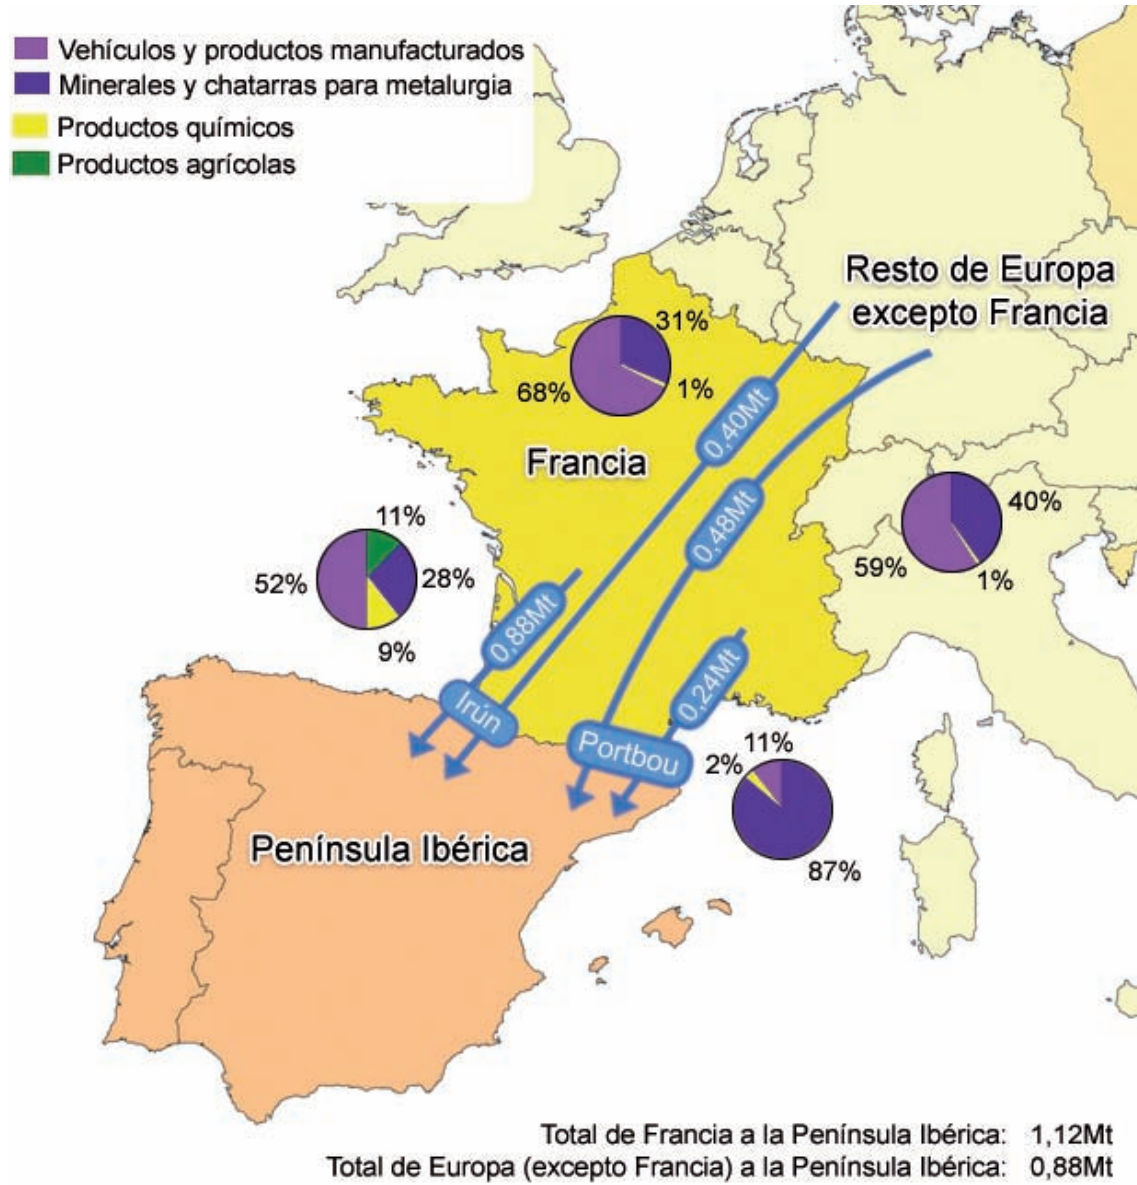 Vehículos y productos manufacturados
Minerales y chatarras para metalurgia
Productos químicos
Productos agrícolas
Resto de Europa
excepto Francia
31%
68%
1%
0,40Mt
Francia
0,48Mt
40%
59%
1%
11%
52%
28%
9%
0,88Mt
0,24Mt
Irún
Portbou
11%
2%
87%
Península Ibérica
Total de Francia a la Península Ibérica: 1,12Mt
Total de Europa (excepto Francia) a la Península Ibérica: 0,88Mt